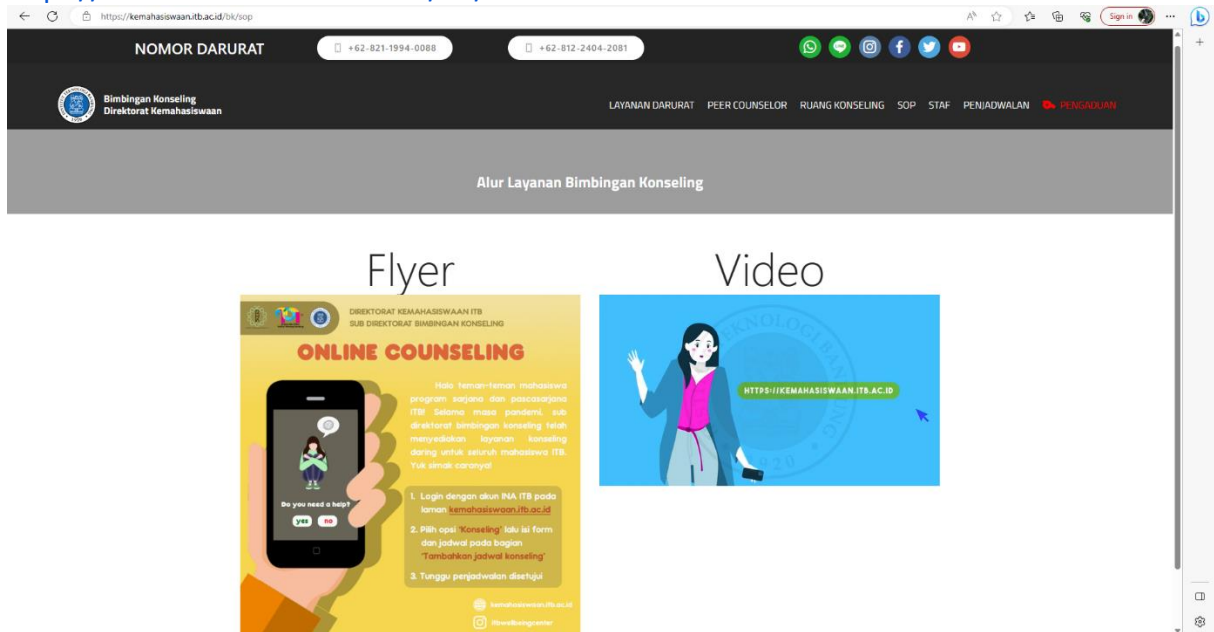 https://kemahasiswaan.itb.ac.id/bk/sop
Sign in
NOMOR DARURAT
+62-821-1994-0088
+62-812-2404-2081
Bimbingan Konseling
Direktorat Kemahasiswaan
LAYANAN DARURAT PEER COUNSELOR RUANG KONSELING SOP STAF PENJADWALAN PENGADUAN
Alur Layanan Bimbingan Konseling
Flyer
DIREKTORAT KEMAHASISWAAN ITB
SUB DIREKTORAT BIMBINGAN KONSELING
ONLINE COUNSELING
Halo teman-teman mahasiswa
program sarjana dan pascasarjana
ITB! Selama masa pandemi, sub
direktorat bimbingan konseling telah
menyediakan layanan konseling
daring untuk seluruh mahasiswa ITB.
Yuk simak caranya!
Do you need a help?
yes no
1. Login dengan akun INA ITB pada
laman kemahasiswaan.itb.ac.id
2. Pilih opsi 'Konseling' lalu isi form
dan jadwal pada bagian
'Tambahkan jadwal konseling'
3. Tunggu penjadwalan disetujui
kemahasiswaan.itb.ac.id
itbwellbeingcenter
Video
HTTPS://KEMAHASISWAAN.ITB.AC.ID
1920